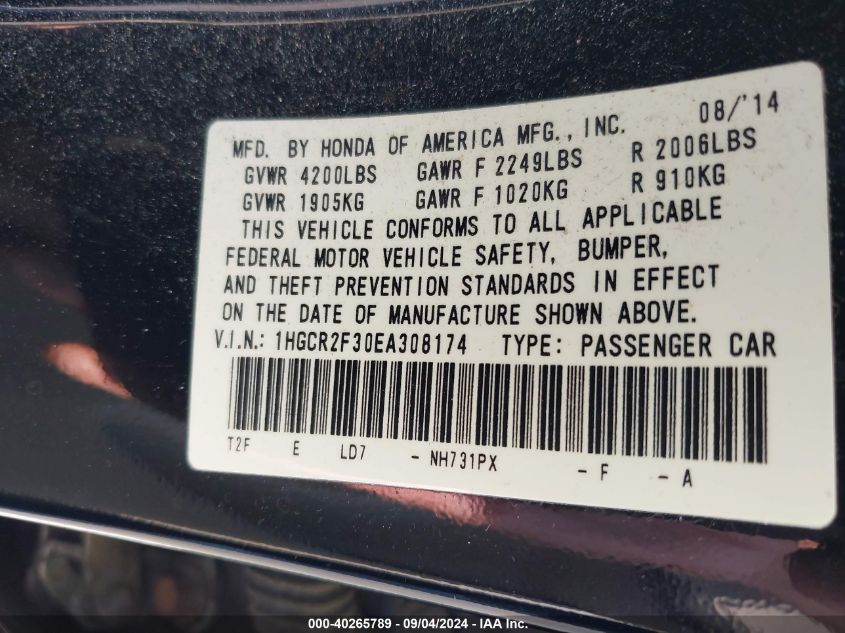 MFD. BY HONDA OF AMERICA MFG., INC. 08/'14
GVWR 4200LBS GAWR F 2249LBS R 2006LBS
GVWR 1905KG GAWR F 1020KG R 910KG
THIS VEHICLE CONFORMS TO ALL APPLICABLE
FEDERAL MOTOR VEHICLE SAFETY, BUMPER,
AND THEFT PREVENTION STANDARDS IN EFFECT
ON THE DATE OF MANUFACTURE SHOWN ABOVE.
V.I.N.: 1HGCR2F30EA308174 TYPE: PASSENGER CAR
T2F E LD7 - NH731PX - F - A
000-40265789 - 09/04/2024 - IAA Inc.